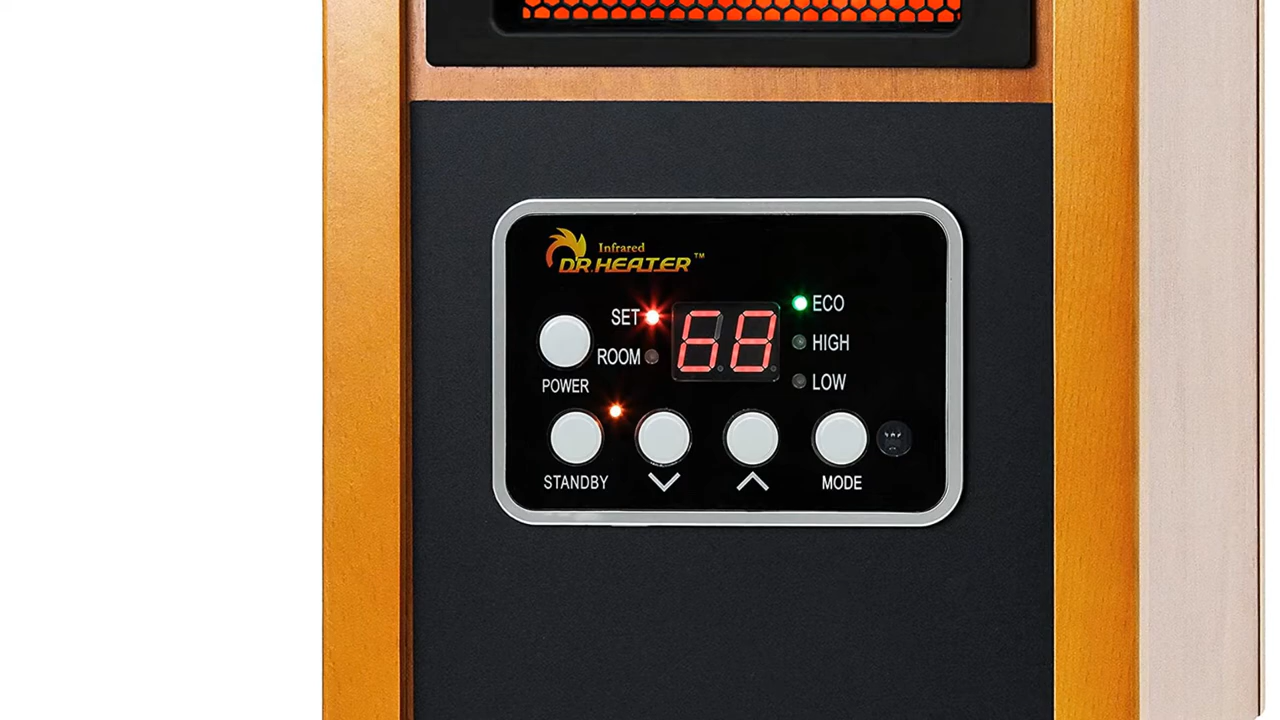 Infrared
DR. HEATER™
SET
68
ECO
ROOM
HIGH
POWER
LOW
STANDBY
MODE